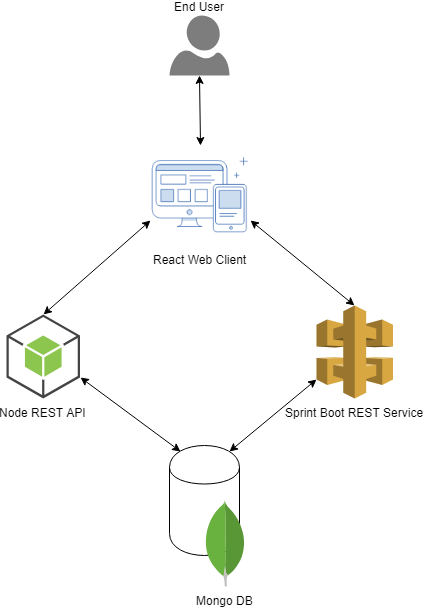 End User
React Web Client
Node REST API
Sprint Boot REST Service
Mongo DB